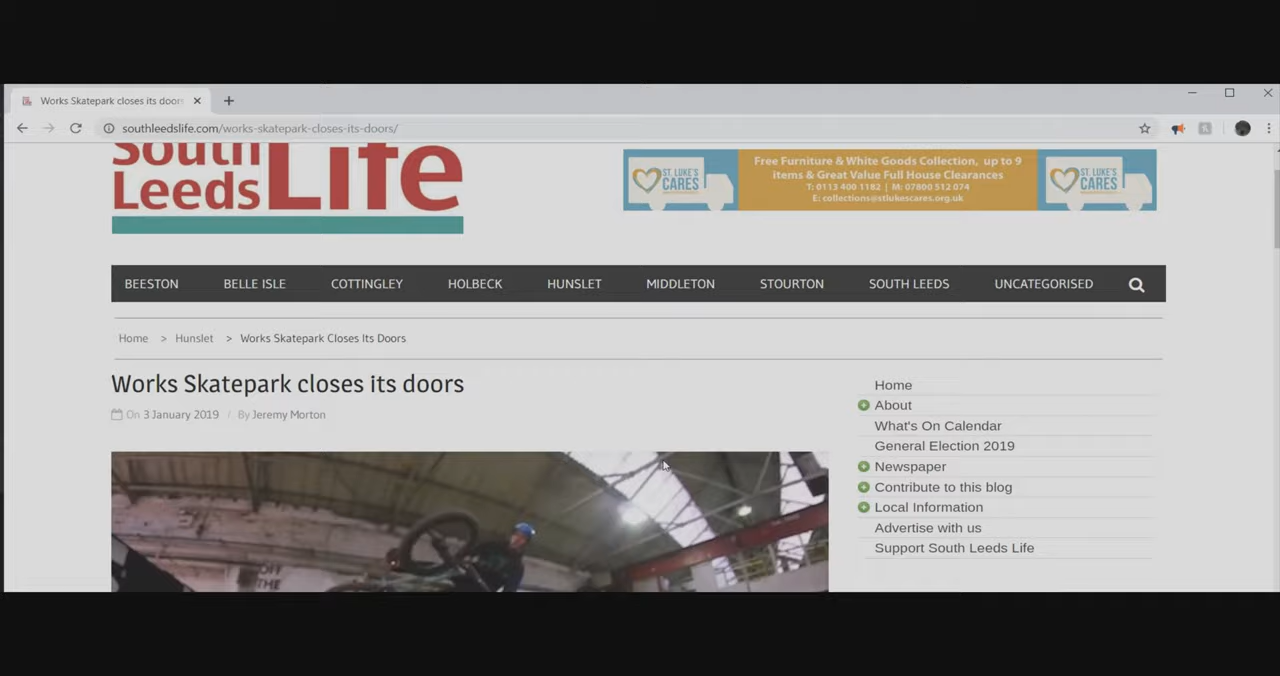 Works Skatepark closes its doors
southleedslife.com/works-skatepark-closes-its-doors/
South
Leeds Life
ST. LUKE'S
CARES
Free Furniture & White Goods Collection, up to 9
items & Great Value Full House Clearances
T: 0113 400 1182 | M: 07800 512 074
E: collections@stlukescares.org.uk
ST. LUKE'S
CARES
BEESTON BELLE ISLE COTTINGLEY HOLBECK HUNSLET MIDDLETON STOURTON SOUTH LEEDS UNCATEGORISED
Home > Hunslet > Works Skatepark Closes Its Doors
Works Skatepark closes its doors
On 3 January 2019 / By Jeremy Morton
OFF
THE
Home
About
What's On Calendar
General Election 2019
Newspaper
Contribute to this blog
Local Information
Advertise with us
Support South Leeds Life